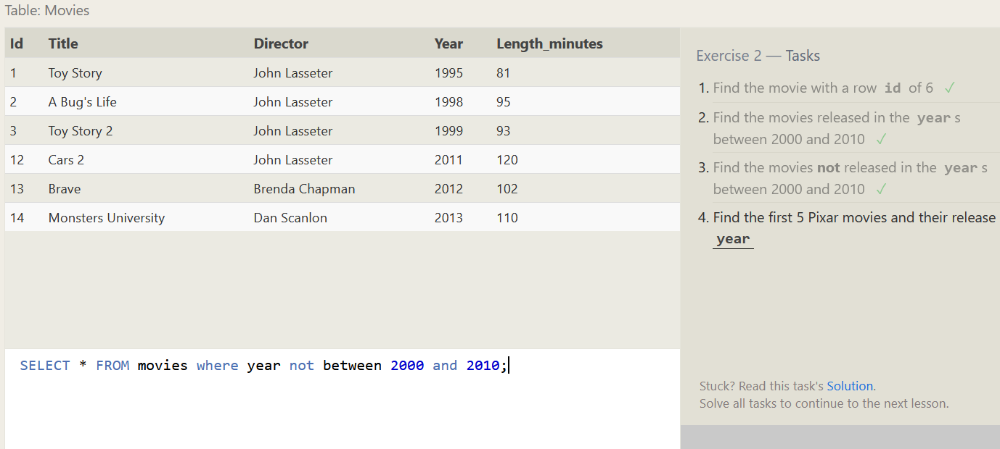 Table: Movies
Id Title Director Year Length_minutes
1 Toy Story John Lasseter 1995 81
2 A Bug's Life John Lasseter 1998 95
3 Toy Story 2 John Lasseter 1999 93
12 Cars 2 John Lasseter 2011 120
13 Brave Brenda Chapman 2012 102
14 Monsters University Dan Scanlon 2013 110
SELECT * FROM movies where year not between 2000 and 2010;
Exercise 2 — Tasks
1. Find the movie with a row id of 6 ✓
2. Find the movies released in the year s
between 2000 and 2010 ✓
3. Find the movies not released in the year s
between 2000 and 2010 ✓
4. Find the first 5 Pixar movies and their release
year
Stuck? Read this task's Solution.
Solve all tasks to continue to the next lesson.